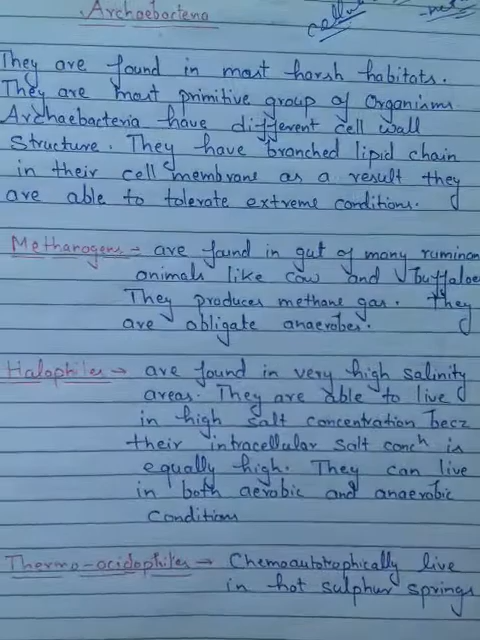 Archaebacteria
They are found in most harsh habitats.
They are most primitive group of Organisms
Archaebacteria have different cell wall
Structure. They have branched lipid chain
in their cell membrane as a result they
are able to tolerate extreme conditions.
Methanogens - are found in gut of many ruminan
animals like cow and buffaloe
They produces methane gas. They
are obligate anaerobes.
Halophiles → are found in very high salinity
areas. They are able to live
in high salt concentration becz
their intracellular salt concn is
equally high. They can live
in both aerobic and anaerobic
Conditions
Thermo-acidophiles → Chemoautotrophically live
in hot sulphur springs